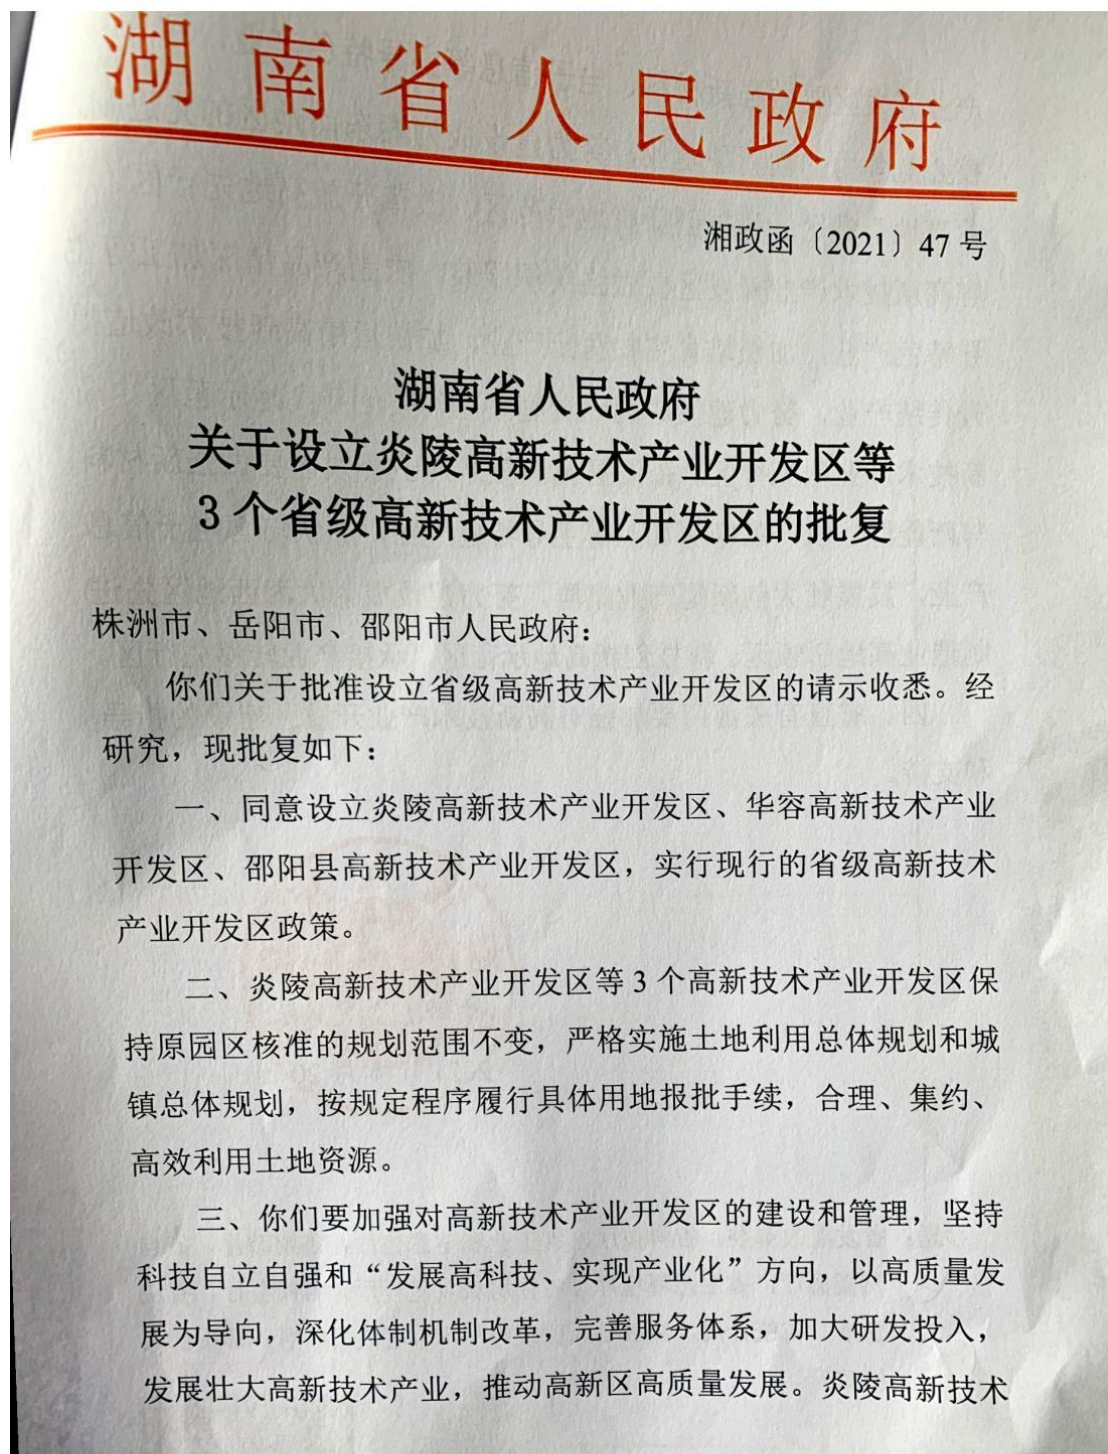 湖南省人民政府
湘政函〔2021〕47 号
湖南省人民政府
关于设立炎陵高新技术产业开发区等
3 个省级高新技术产业开发区的批复
株洲市、岳阳市、邵阳市人民政府：
你们关于批准设立省级高新技术产业开发区的请示收悉。经
研究，现批复如下：
一、同意设立炎陵高新技术产业开发区、华容高新技术产业
开发区、邵阳县高新技术产业开发区，实行现行的省级高新技术
产业开发区政策。
二、炎陵高新技术产业开发区等 3 个高新技术产业开发区保
持原园区核准的规划范围不变，严格实施土地利用总体规划和城
镇总体规划，按规定程序履行具体用地报批手续，合理、集约、
高效利用土地资源。
三、你们要加强对高新技术产业开发区的建设和管理，坚持
科技自立自强和“发展高科技、实现产业化”方向，以高质量发
展为导向，深化体制机制改革，完善服务体系，加大研发投入，
发展壮大高新技术产业，推动高新区高质量发展。炎陵高新技术